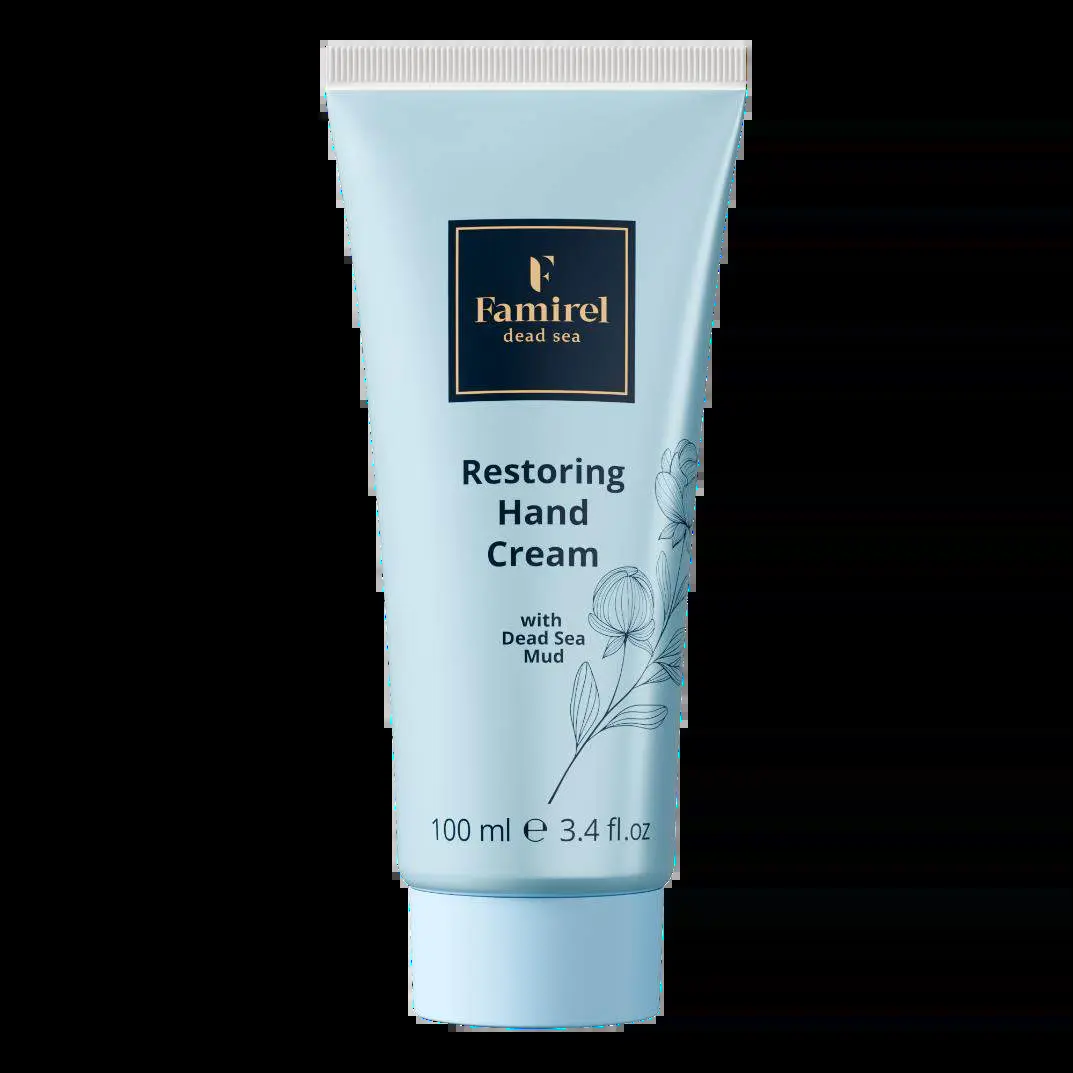 F
Famirel
dead sea
Restoring
Hand
Cream
with
Dead Sea
Mud
100 ml ℮ 3.4 fl.oz